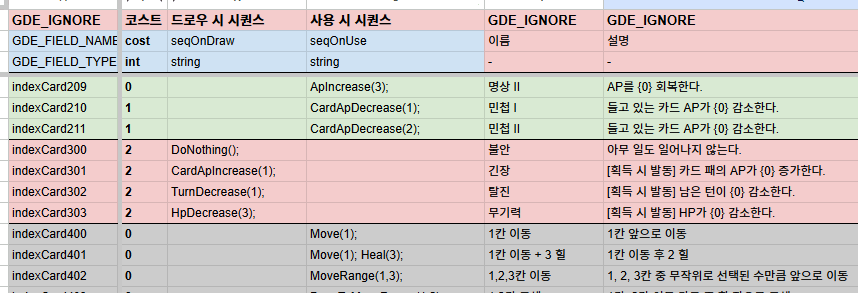 GDE_IGNORE 코스트 드로우 시 시퀀스 사용 시 시퀀스 GDE_IGNORE GDE_IGNORE
GDE_FIELD_NAME cost seqOnDraw seqOnUse 이름 설명
GDE_FIELD_TYPE int string string - -
indexCard209 0 ApIncrease(3); 명상 II AP를 {0} 회복한다.
indexCard210 1 CardApDecrease(1); 민첩 I 들고 있는 카드 AP가 {0} 감소한다.
indexCard211 1 CardApDecrease(2); 민첩 II 들고 있는 카드 AP가 {0} 감소한다.
indexCard300 2 DoNothing(); 불안 아무 일도 일어나지 않는다.
indexCard301 2 CardApIncrease(1); 긴장 [획득 시 발동] 카드 패의 AP가 {0} 증가한다.
indexCard302 2 TurnDecrease(1); 탈진 [획득 시 발동] 남은 턴이 {0} 감소한다.
indexCard303 2 HpDecrease(3); 무기력 [획득 시 발동] HP가 {0} 감소한다.
indexCard400 0 Move(1); 1칸 이동 1칸 앞으로 이동
indexCard401 0 Move(1); Heal(3); 1칸 이동 + 3 힐 1칸 이동 후 2 힐
indexCard402 0 MoveRange(1,3); 1,2,3칸 이동 1, 2, 3칸 중 무작위로 선택된 수만큼 앞으로 이동